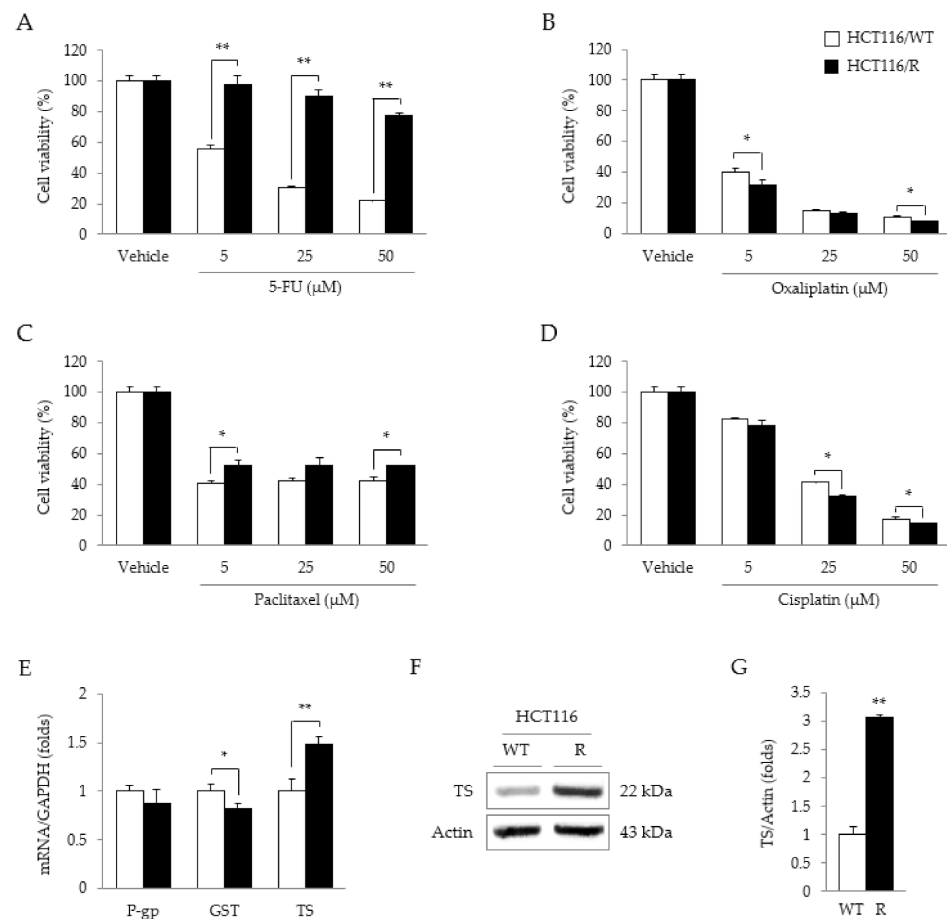 A
Cell viability (%)
120
100
80
60
40
20
0
** ** **
Vehicle 5 25 50
5-FU (µM)
B
HCT116/WT
HCT116/R
Cell viability (%)
120
100
80
60
40
20
0
* *
Vehicle 5 25 50
Oxaliplatin (µM)
C
Cell viability (%)
120
100
80
60
40
20
0
* *
Vehicle 5 25 50
Paclitaxel (µM)
D
Cell viability (%)
120
100
80
60
40
20
0
* *
Vehicle 5 25 50
Cisplatin (µM)
E
mRNA/GAPDH (folds)
2
1.5
1
0.5
0
* **
P-gp GST TS
F
HCT116
WT R
TS 22 kDa
Actin 43 kDa
G
TS/Actin (folds)
3.5
3
2.5
2
1.5
1
0.5
0
**
WT R